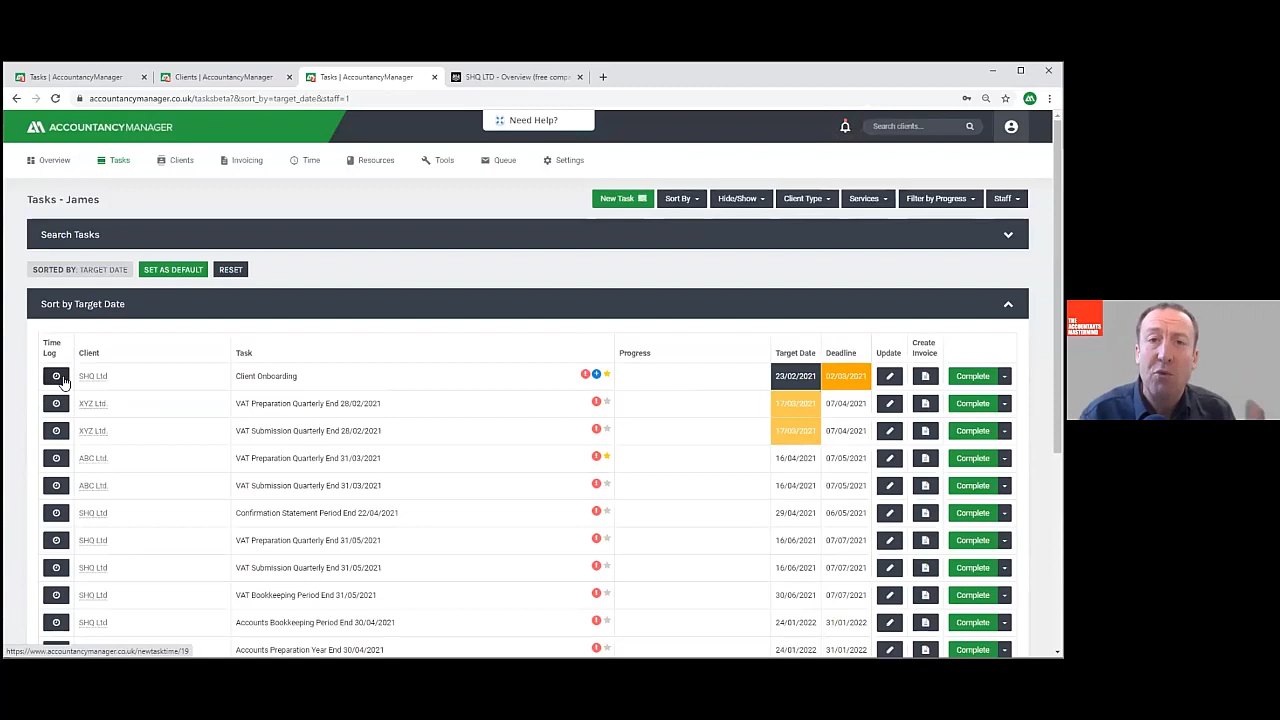 Tasks | AccountancyManager
Clients | AccountancyManager
Tasks | AccountancyManager
SHQ LTD - Overview (free comp
accountancymanager.co.uk/tasksbeta?&sort_by=target_date&staff=1
ACCOUNTANCYMANAGER
Need Help?
Search clients...
Overview
Tasks
Clients
Invoicing
Time
Resources
Tools
Queue
Settings
Tasks - James
New Task
Sort By
Hide/Show
Client Type
Services
Filter by Progress
Staff
Search Tasks
SORTED BY: TARGET DATE
SET AS DEFAULT
RESET
Sort by Target Date
Time Log Client Task Progress Target Date Deadline Update Create Invoice
SHQ Ltd Client Onboarding 23/02/2021 02/03/2021 Complete
XYZ Ltd. VAT Preparation Quarterly End 28/02/2021 17/03/2021 07/04/2021 Complete
XYZ Ltd. VAT Submission Quarterly End 28/02/2021 17/03/2021 07/04/2021 Complete
ABC Ltd. VAT Preparation Quarterly End 31/03/2021 16/04/2021 07/05/2021 Complete
ABC Ltd. VAT Submission Quarterly End 31/03/2021 16/04/2021 07/05/2021 Complete
SHQ Ltd Confirmation Statement Period End 22/04/2021 29/04/2021 06/05/2021 Complete
SHQ Ltd VAT Preparation Quarterly End 31/05/2021 16/06/2021 07/07/2021 Complete
SHQ Ltd VAT Submission Quarterly End 31/05/2021 16/06/2021 07/07/2021 Complete
SHQ Ltd VAT Bookkeeping Period End 31/05/2021 30/06/2021 07/07/2021 Complete
SHQ Ltd Accounts Bookkeeping Period End 30/04/2021 24/01/2022 31/01/2022 Complete
Accounts Preparation Year End 30/04/2021 24/01/2022 31/01/2022 Complete
https://www.accountancymanager.co.uk/newtasktime/19
THE
ACCOUNTANTS
MASTERMIND